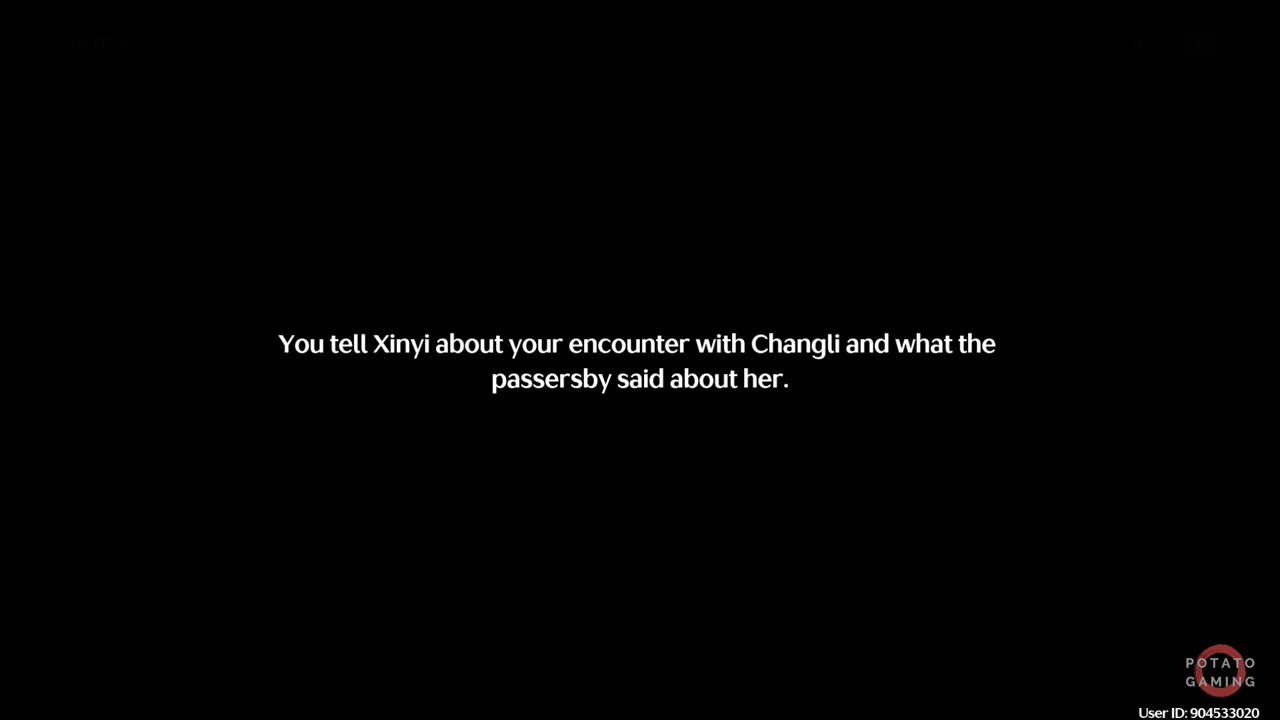 SKIP
You tell Xinyi about your encounter with Changli and what the
passersby said about her.
POTATO
GAMING
User ID: 904533020